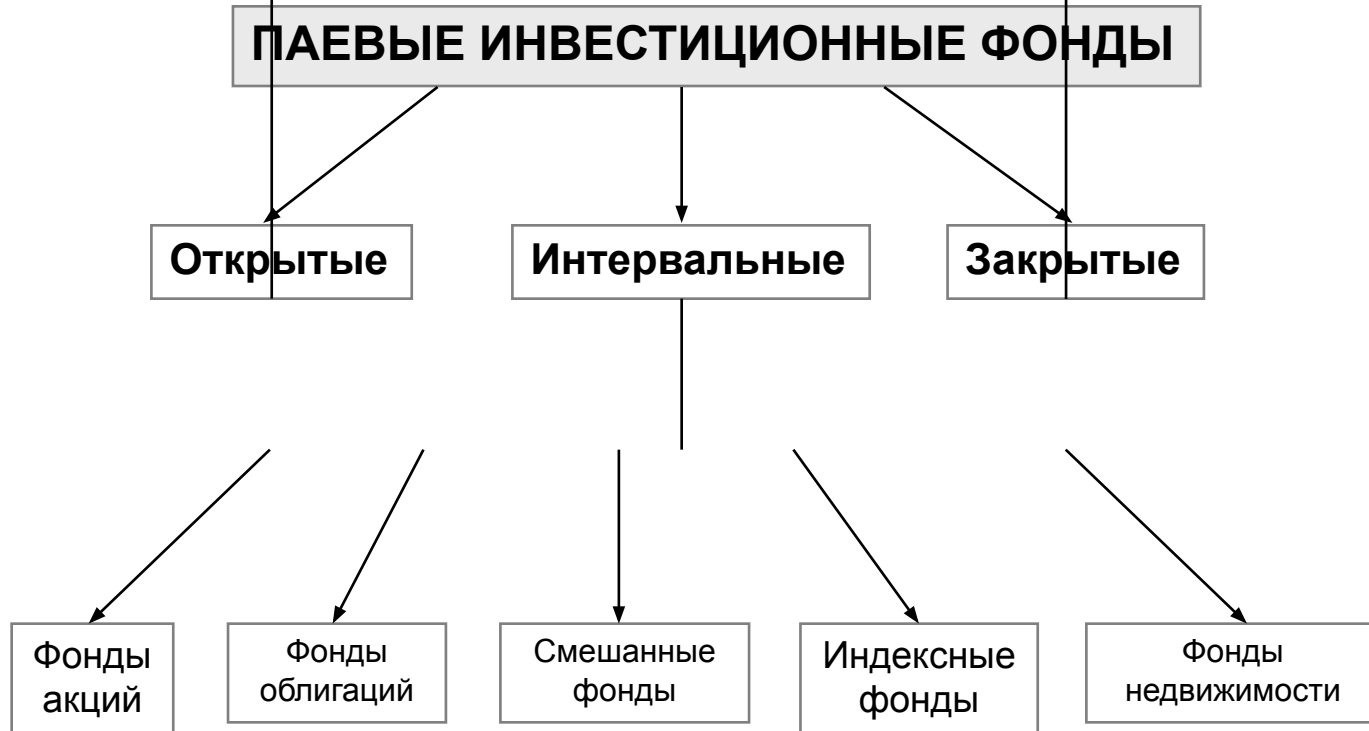 ПАЕВЫЕ ИНВЕСТИЦИОННЫЕ ФОНДЫ
Открытые
Интервальные
Закрытые
Фонды
акций
Фонды
облигаций
Смешанные
фонды
Индексные
фонды
Фонды
недвижимости